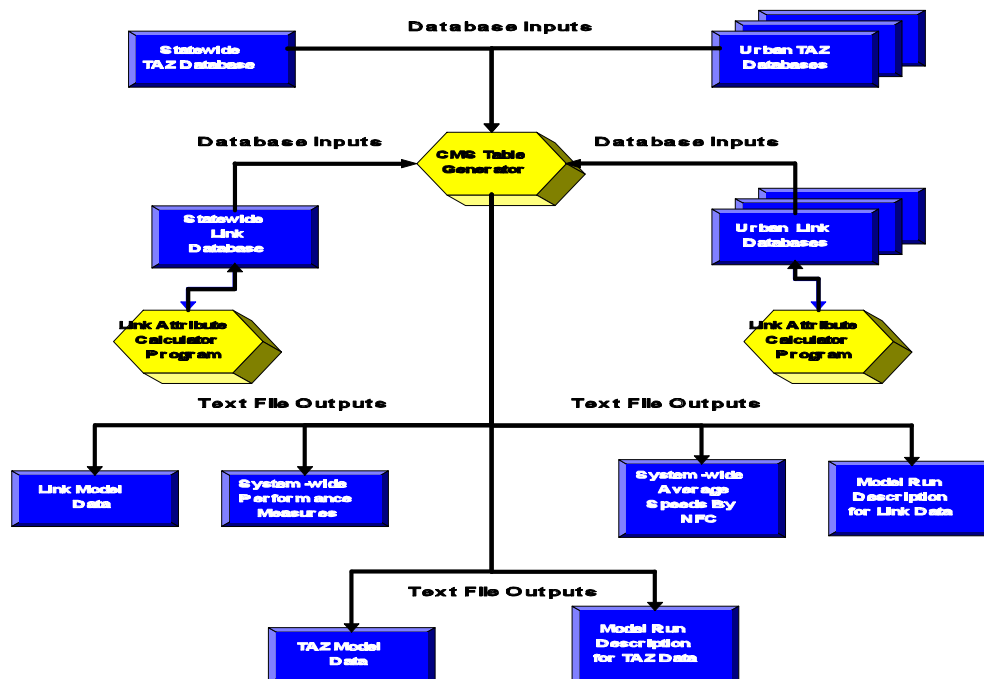 Database Inputs
Statewide
TAZ Database
Urban TAZ
Databases
Database Inputs
CMS Table
Generator
Database Inputs
Statewide
Link
Database
Urban Link
Databases
Link Attribute
Calculator
Program
Link Attribute
Calculator
Program
Text File Outputs
Text File Outputs
Link Model
Data
System-wide
Performance
Measures
System-wide
Average
Speeds By
NFC
Model Run
Description
for Link Data
Text File Outputs
TAZ Model
Data
Model Run
Description
for TAZ Data